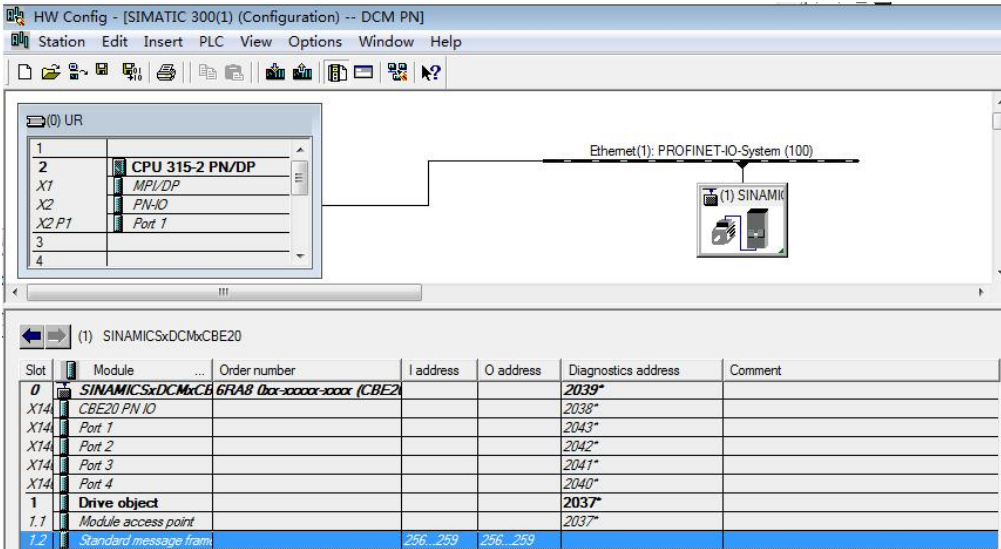 HW Config - [SIMATIC 300(1) (Configuration) -- DCM PN]
Station Edit Insert PLC View Options Window Help
(0) UR
1
2 CPU 315-2 PN/DP
X1 MPI/DP
X2 PN-IO
X2 P1 Port 1
3
4
Ethernet(1): PROFINET-IO-System (100)
(1) SINAMIC
(1) SINAMICSxDCMxCBE20
Slot Module ... Order number I address O address Diagnostics address Comment
0 SINAMICSxDCMxCB 6RA8 0xx-xxxxx-xxxx (CBE20 2039*
X14 CBE20 PN IO 2038*
X14 Port 1 2043*
X14 Port 2 2042*
X14 Port 3 2041*
X14 Port 4 2040*
1 Drive object 2037*
1.1 Module access point 2037*
1.2 Standard message frame 256...259 256...259